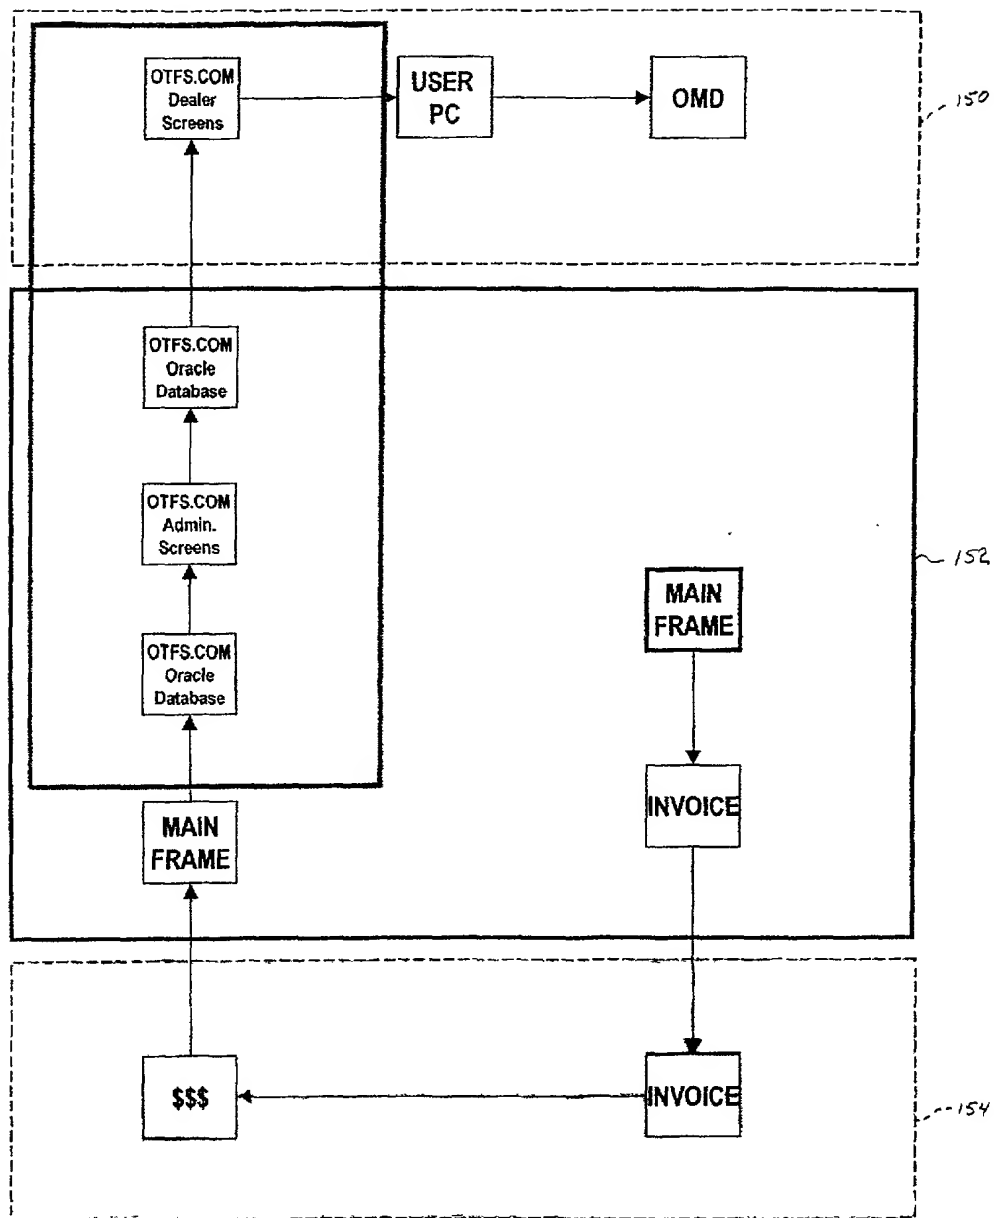 OTFS.COM
Dealer
Screens
USER
PC
OMD
150
OTFS.COM
Oracle
Database
OTFS.COM
Admin.
Screens
152
MAIN
FRAME
OTFS.COM
Oracle
Database
INVOICE
MAIN
FRAME
$$$
INVOICE
154